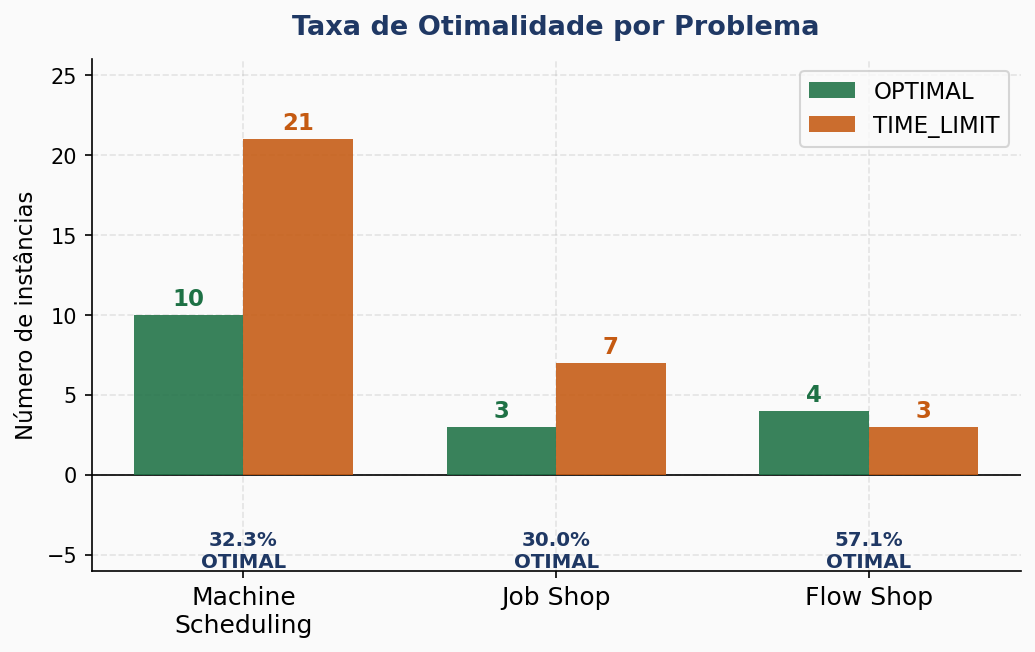 Taxa de Otimalidade por Problema
OPTIMAL
TIME_LIMIT
Número de instâncias
25
20
15
10
5
0
−5
10
21
3
7
4
3
32.3%
OTIMAL
30.0%
OTIMAL
57.1%
OTIMAL
Machine
Scheduling
Job Shop
Flow Shop